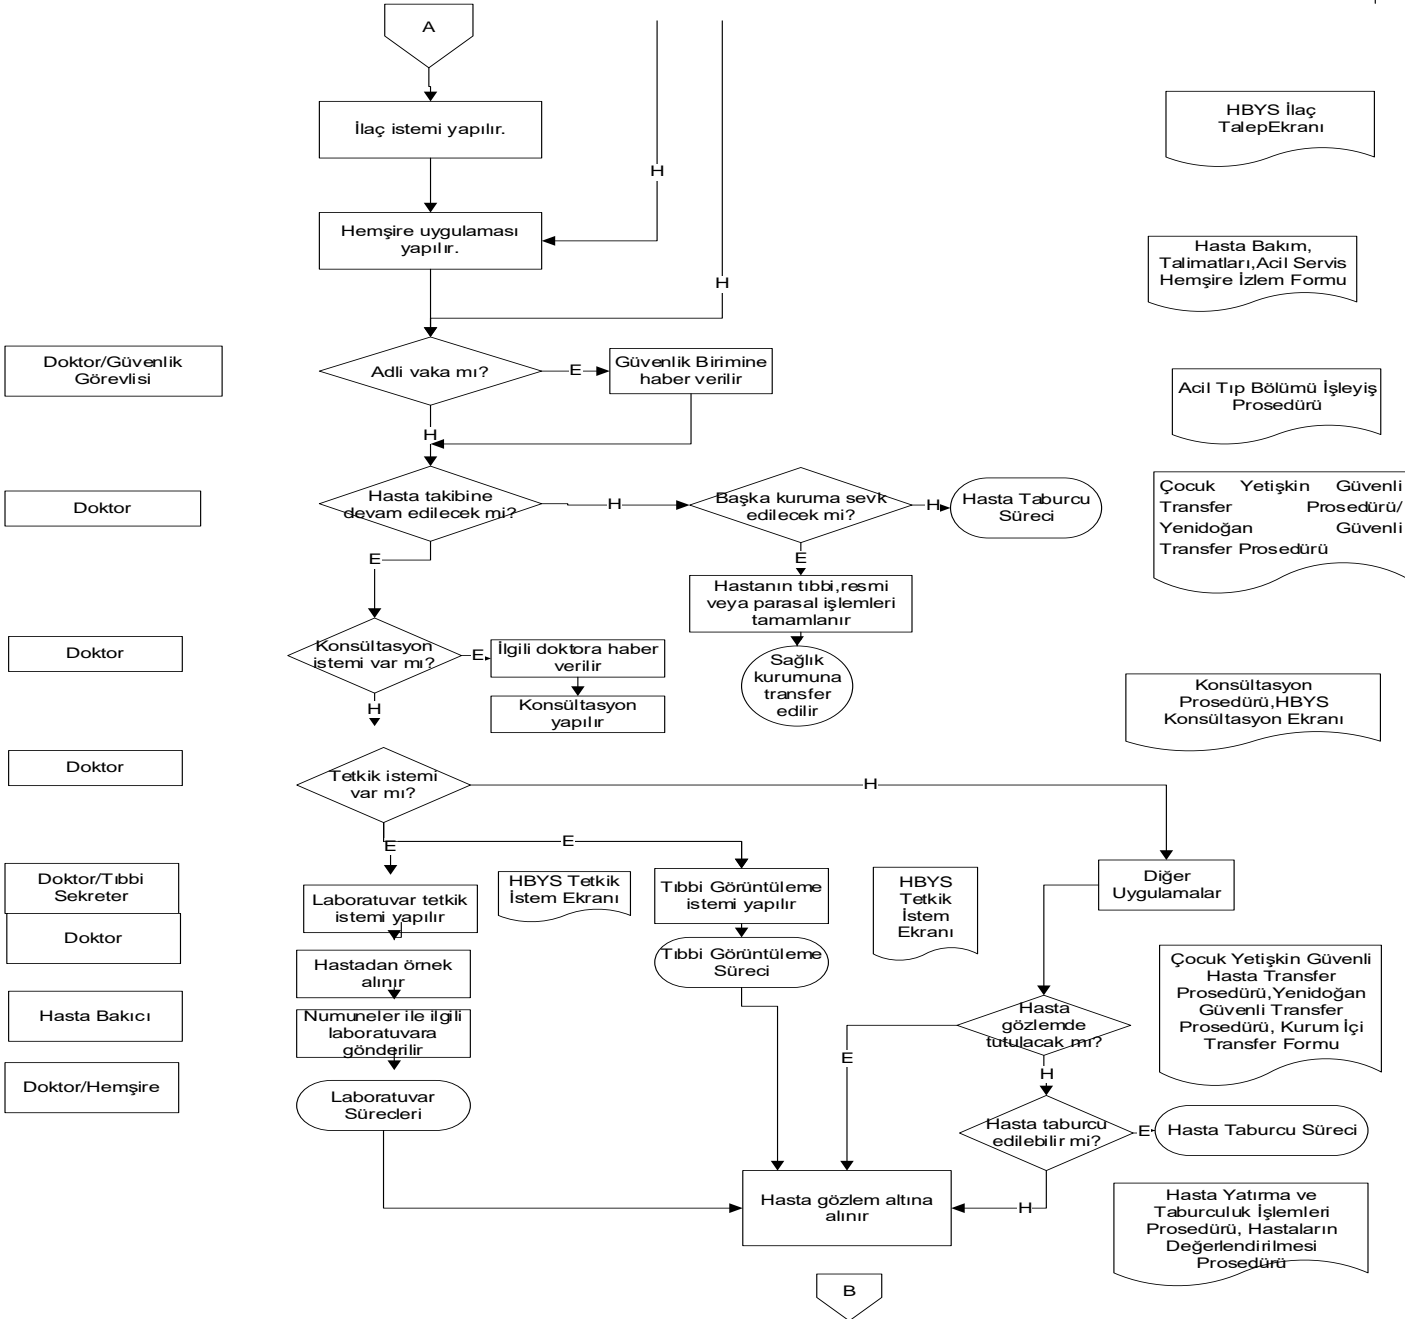 A
İlaç istemi yapılır.
HBYS İlaç
TalepEkranı
H
Hemşire uygulaması
yapılır.
Hasta Bakım,
Talimatları,Acil Servis
Hemşire İzlem Formu
H
Doktor/Güvenlik
Görevlisi
Adli vaka mı?
E
Güvenlik Birimine
haber verilir
Acil Tıp Bölümü İşleyiş
Prosedürü
H
Doktor
Hasta takibine
devam edilecek mi?
H
Başka kuruma sevk
edilecek mi?
H
Hasta Taburcu
Süreci
Çocuk Yetişkin Güvenli
Transfer Prosedürü/
Yenidoğan Güvenli
Transfer Prosedürü
E
E
Hastanın tıbbi,resmi
veya parasal işlemleri
tamamlanır
Doktor
Konsültasyon
istemi var mı?
E
İlgili doktora haber
verilir
Sağlık
kurumuna
transfer
edilir
Konsültasyon
yapılır
H
Konsültasyon
Prosedürü,HBYS
Konsültasyon Ekranı
Doktor
Tetkik istemi
var mı?
H
E
E
Doktor/Tıbbi
Sekreter
Laboratuvar tetkik
istemi yapılır
HBYS Tetkik
İstem Ekranı
Tıbbi Görüntüleme
istemi yapılır
HBYS
Tetkik
İstem
Ekranı
Diğer
Uygulamalar
Doktor
Hastadan örnek
alınır
Tıbbi Görüntüleme
Süreci
Çocuk Yetişkin Güvenli
Hasta Transfer
Prosedürü,Yenidoğan
Güvenli Transfer
Prosedürü, Kurum İçi
Transfer Formu
Hasta Bakıcı
Numuneler ile ilgili
laboratuvara
gönderilir
Hasta
gözlemde
tutulacak mı?
E
H
Doktor/Hemşire
Laboratuvar
Sürecleri
Hasta taburcu
edilebilir mi?
E
Hasta Taburcu Süreci
Hasta gözlem altına
alınır
H
Hasta Yatırma ve
Taburculuk İşlemleri
Prosedürü, Hastaların
Değerlendirilmesi
Prosedürü
B